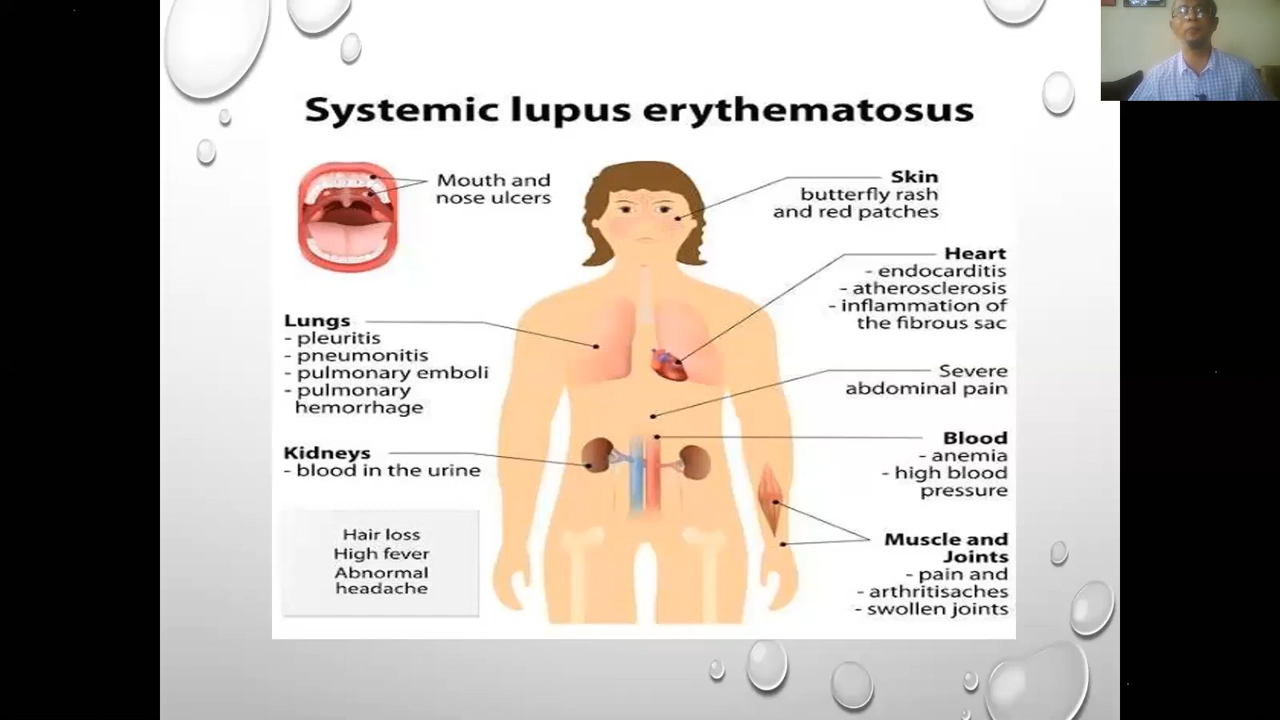 Systemic lupus erythematosus
Mouth and
nose ulcers
Skin
butterfly rash
and red patches
Heart
- endocarditis
- atherosclerosis
- inflammation of
the fibrous sac
Lungs
- pleuritis
- pneumonitis
- pulmonary emboli
- pulmonary
hemorrhage
Severe
abdominal pain
Kidneys
- blood in the urine
Blood
- anemia
- high blood
pressure
Hair loss
High fever
Abnormal
headache
Muscle and
Joints
- pain and
- arthritisaches
- swollen joints